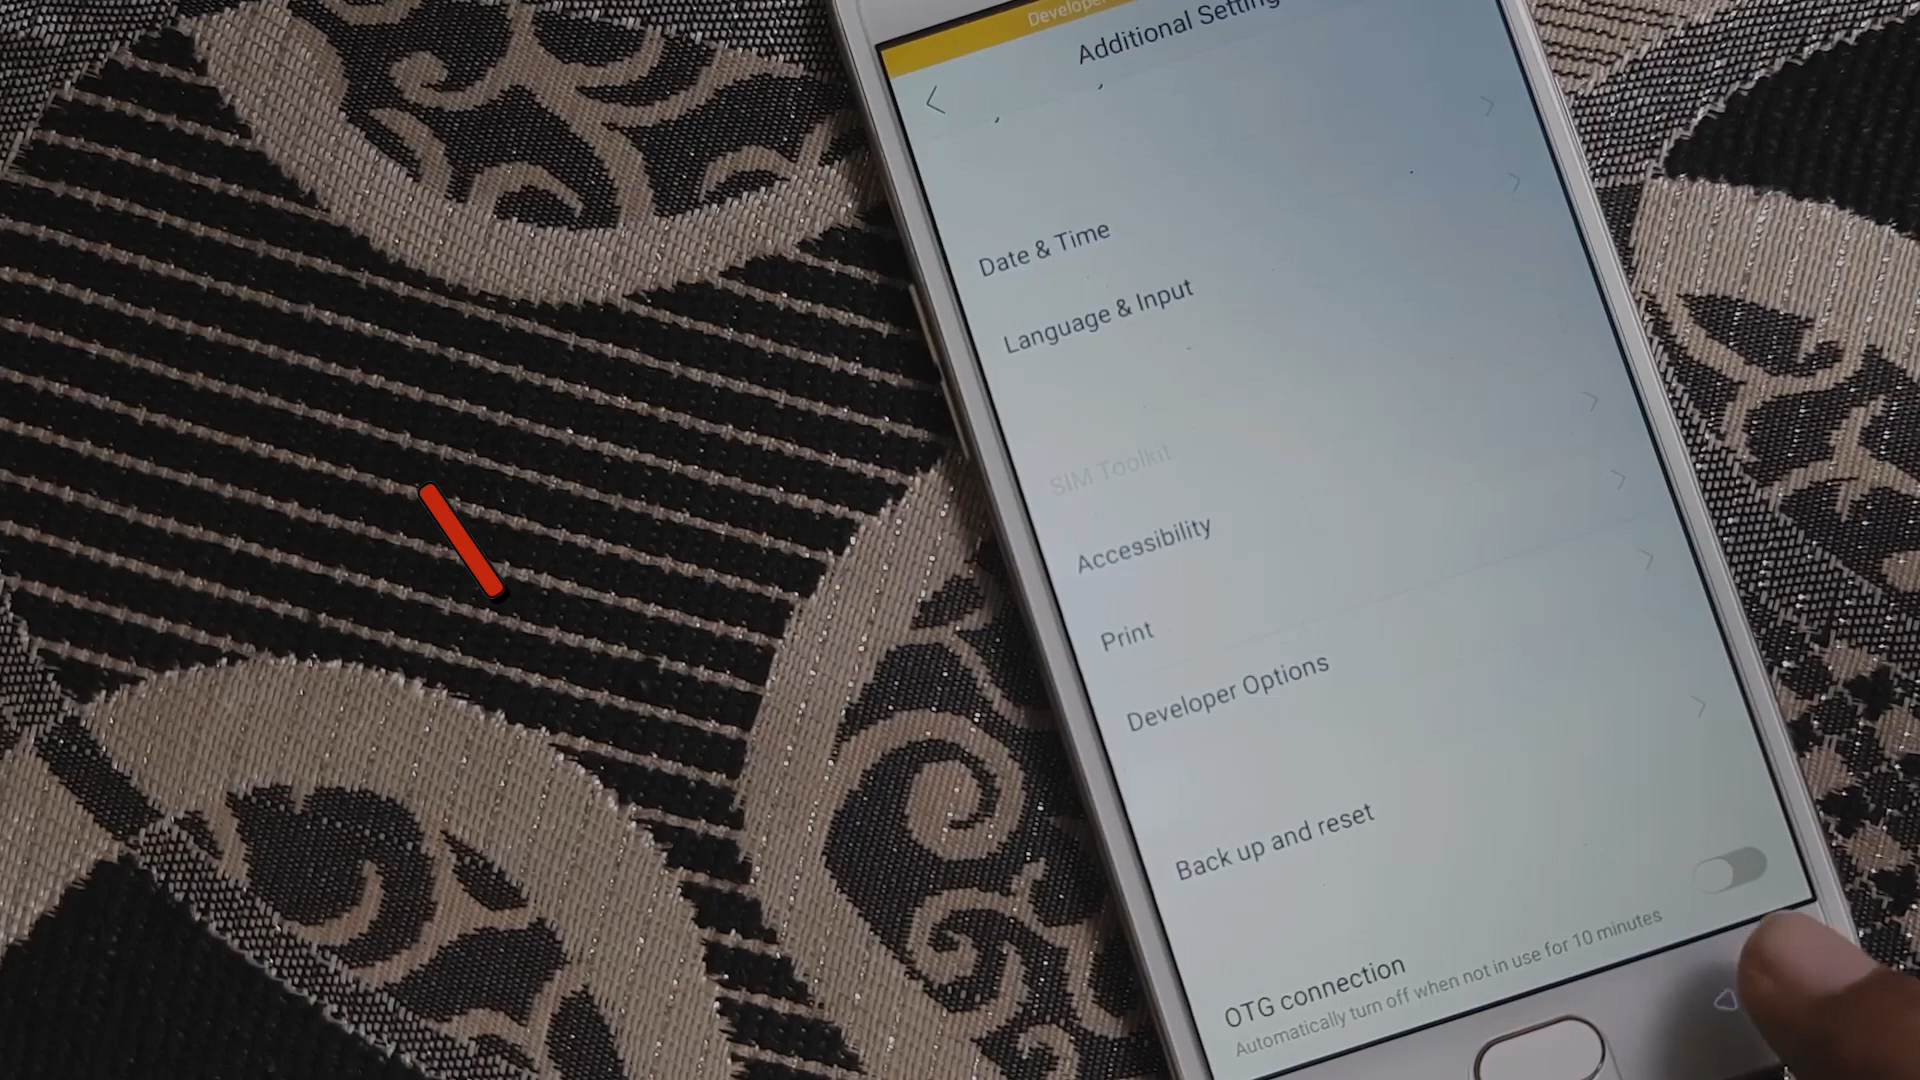 Developer
Additional Setting
Date & Time
Language & Input
SIM Toolkit
Accessibility
Print
Developer Options
Back up and reset
OTG connection
Automatically turn off when not in use for 10 minutes